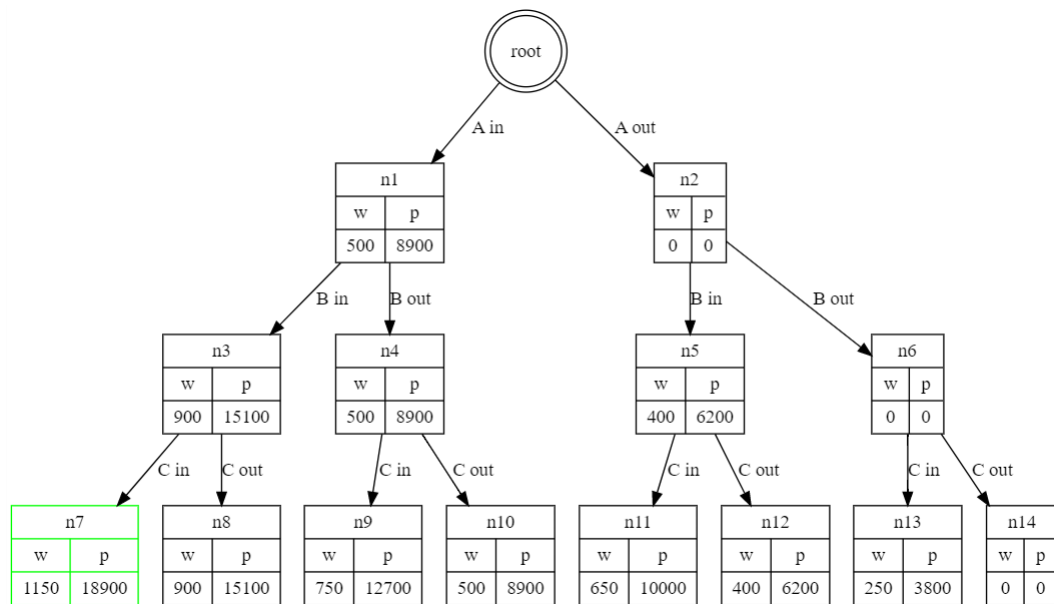 root
A in
A out
n1
w p
500 8900
n2
w p
0 0
B in
B out
B in
B out
n3
w p
900 15100
n4
w p
500 8900
n5
w p
400 6200
n6
w p
0 0
C in
C out
C in
C out
C in
C out
C in
C out
n7
w p
1150 18900
n8
w p
900 15100
n9
w p
750 12700
n10
w p
500 8900
n11
w p
650 10000
n12
w p
400 6200
n13
w p
250 3800
n14
w p
0 0